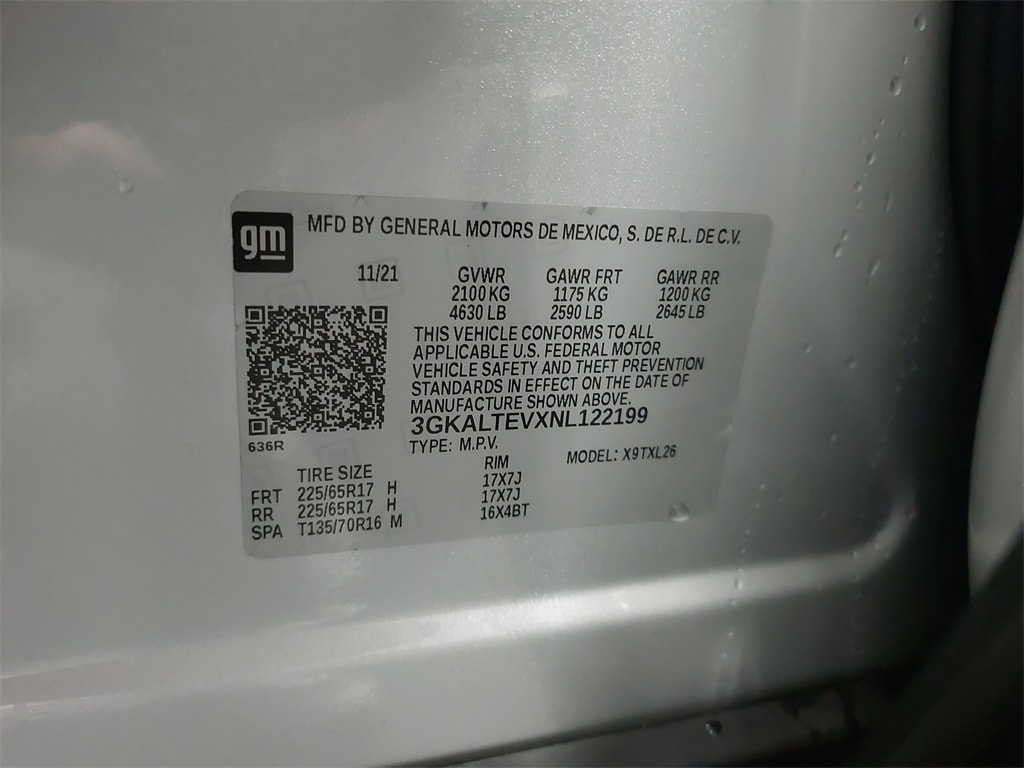 gm
MFD BY GENERAL MOTORS DE MEXICO, S. DE R.L. DE C.V.
11/21 GVWR GAWR FRT GAWR RR
2100 KG 1175 KG 1200 KG
4630 LB 2590 LB 2645 LB
THIS VEHICLE CONFORMS TO ALL
APPLICABLE U.S. FEDERAL MOTOR
VEHICLE SAFETY AND THEFT PREVENTION
STANDARDS IN EFFECT ON THE DATE OF
MANUFACTURE SHOWN ABOVE.
3GKALTEVXNL122199
636R
TYPE: M.P.V. MODEL: X9TXL26
TIRE SIZE RIM
FRT 225/65R17 H 17X7J
RR 225/65R17 H 17X7J
SPA T135/70R16 M 16X4BT